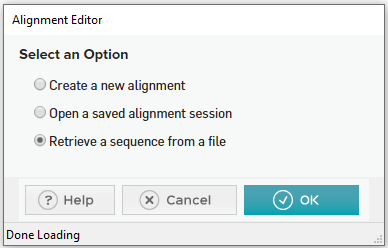 Alignment Editor
Select an Option
Create a new alignment
Open a saved alignment session
Retrieve a sequence from a file
? Help
Cancel
OK
Done Loading